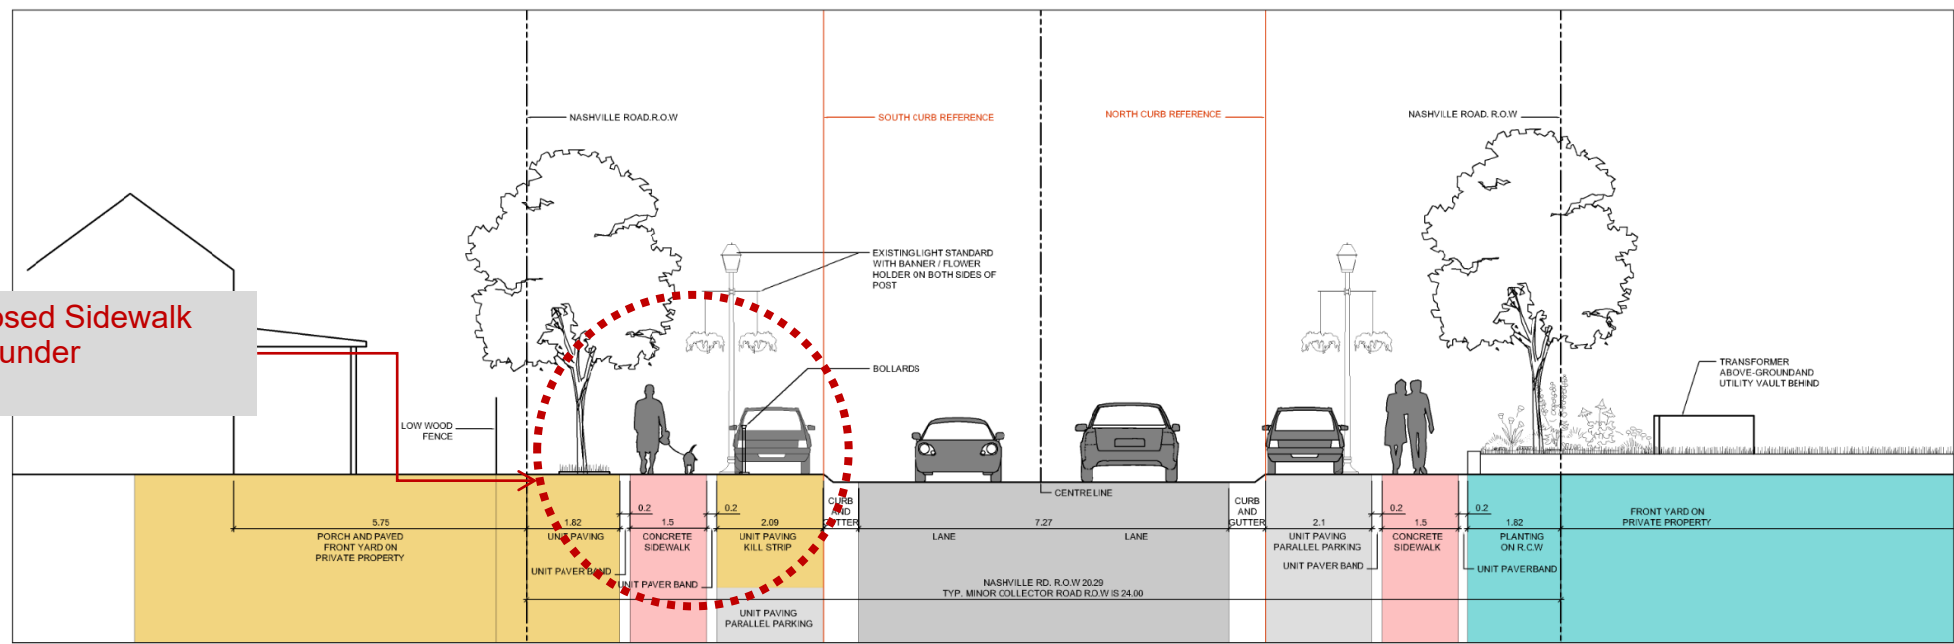 NASHVILLE ROAD.R.O.W
SOUTH CURB REFERENCE
NORTH CURB REFERENCE
NASHVILLE ROAD. R.O.W
EXISTING LIGHT STANDARD
WITH BANNER / FLOWER
HOLDER ON BOTH SIDES OF
POST
osed Sidewalk
under
BOLLARDS
TRANSFORMER
ABOVE-GROUND AND
UTILITY VAULT BEHIND
LOW WOOD
FENCE
CENTRELINE
5.75
PORCH AND PAVED
FRONT YARD ON
PRIVATE PROPERTY
1.82
UNIT PAVING
0.2
UNIT PAVER BAND
1.5
CONCRETE
SIDEWALK
0.2
UNIT PAVER BAND
2.09
UNIT PAVING
KILL STRIP
UNIT PAVING
PARALLEL PARKING
CURB
AND
GUTTER
7.27
LANE
LANE
CURB
AND
GUTTER
2.1
UNIT PAVING
PARALLEL PARKING
0.2
UNIT PAVER BAND
1.5
CONCRETE
SIDEWALK
0.2
UNIT PAVERBAND
1.82
PLANTING
ON R.C.W
FRONT YARD ON
PRIVATE PROPERTY
NASHVILLE RD. R.O.W 20.29
TYP. MINOR COLLECTOR ROAD R.O.W IS 24.00